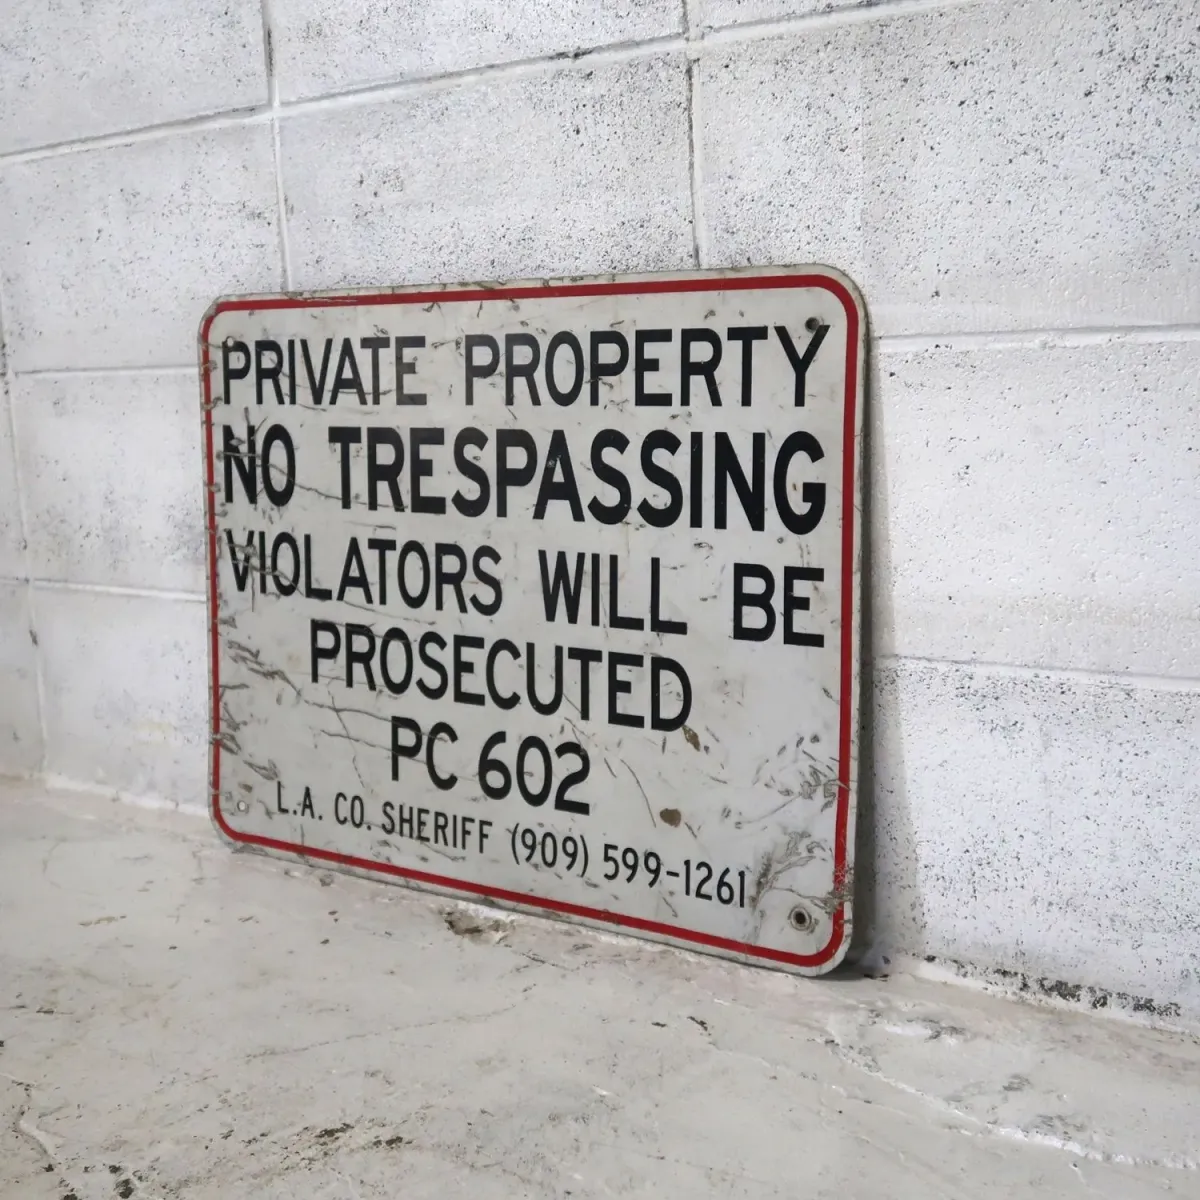 PRIVATE PROPERTY
NO TRESPASSING
VIOLATORS WILL BE
PROSECUTED
PC 602
L.A. CO. SHERIFF (909) 599-1261